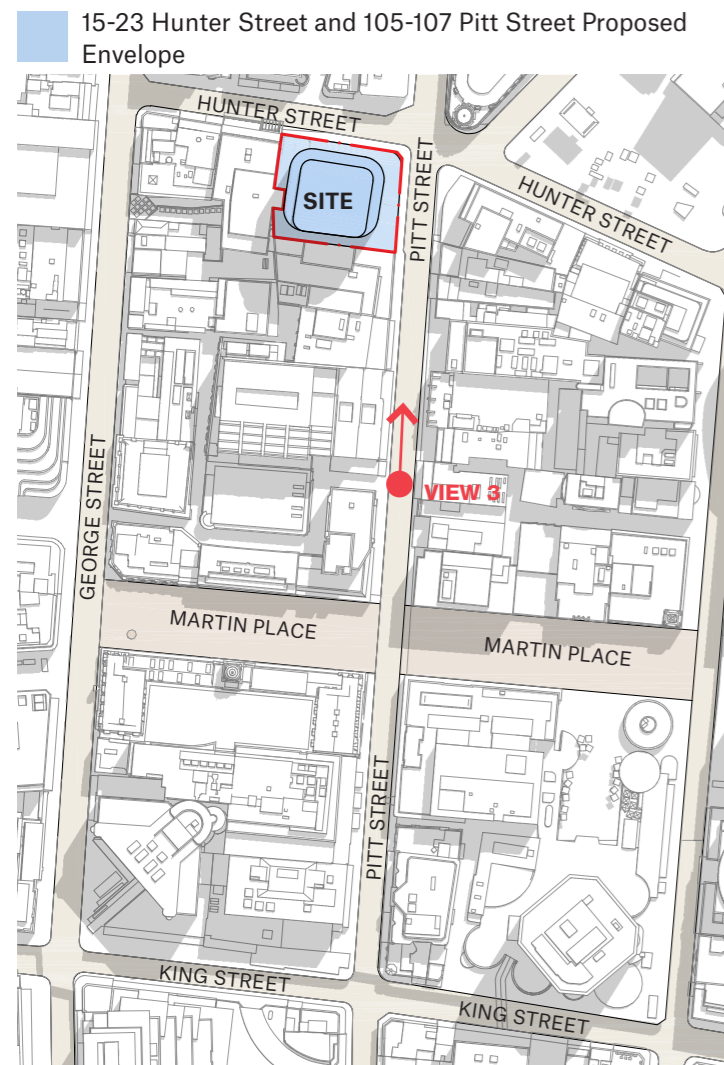 15-23 Hunter Street and 105-107 Pitt Street Proposed
Envelope
HUNTER STREET
PITT STREET
SITE
HUNTER STREET
VIEW 3
GEORGE STREET
MARTIN PLACE
MARTIN PLACE
PITT STREET
KING STREET
KING STREET